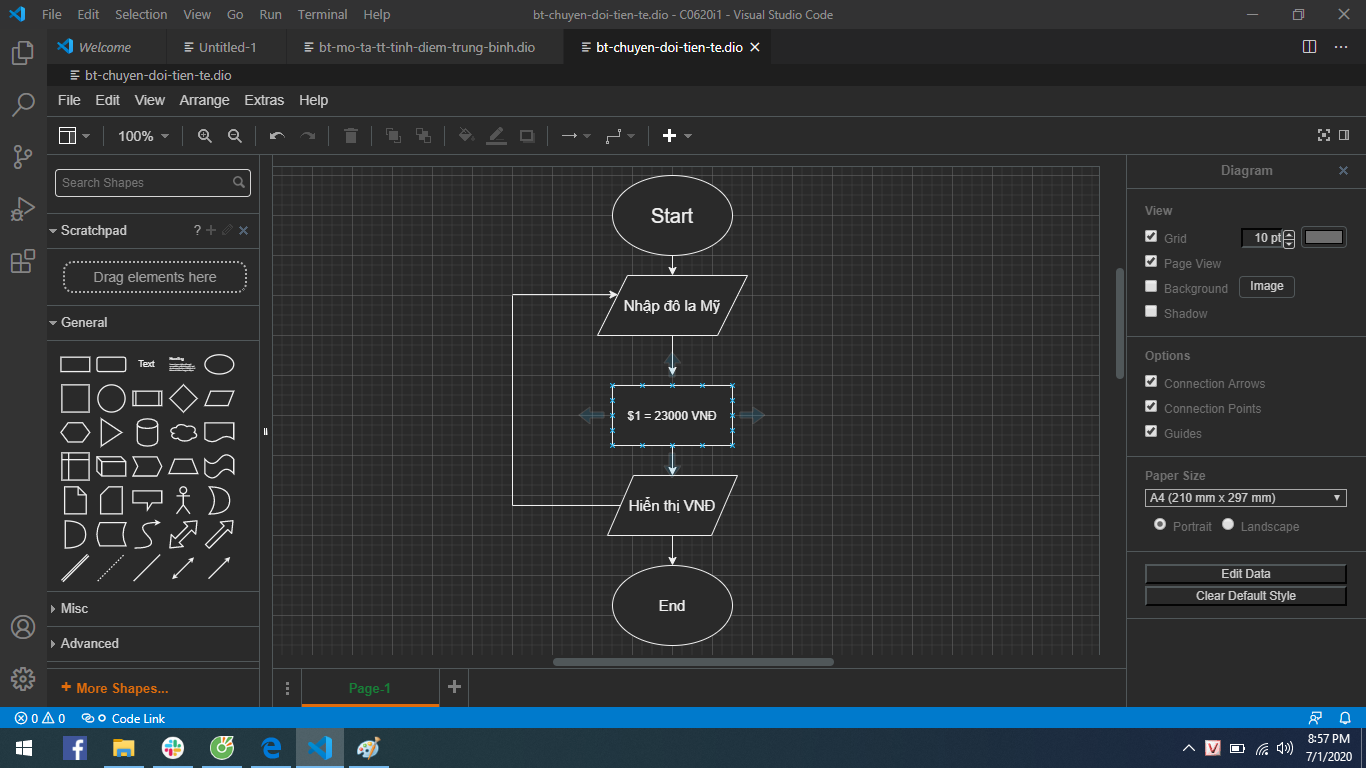 File Edit Selection View Go Run Terminal Help
bt-chuyen-doi-tien-te.dio - C0620i1 - Visual Studio Code
Welcome
Untitled-1
bt-mo-ta-tt-tinh-diem-trung-binh.dio
bt-chuyen-doi-tien-te.dio
bt-chuyen-doi-tien-te.dio
File Edit View Arrange Extras Help
100%
Search Shapes
Scratchpad
?
Drag elements here
General
Text
Heading
Misc
Advanced
+ More Shapes...
Start
Nhập đô la Mỹ
$1 = 23000 VNĐ
Hiển thị VNĐ
End
Page-1
Diagram
View
Grid
10 pt
Page View
Background
Image
Shadow
Options
Connection Arrows
Connection Points
Guides
Paper Size
A4 (210 mm x 297 mm)
Portrait
Landscape
Edit Data
Clear Default Style
0 0
Code Link
8:57 PM
7/1/2020